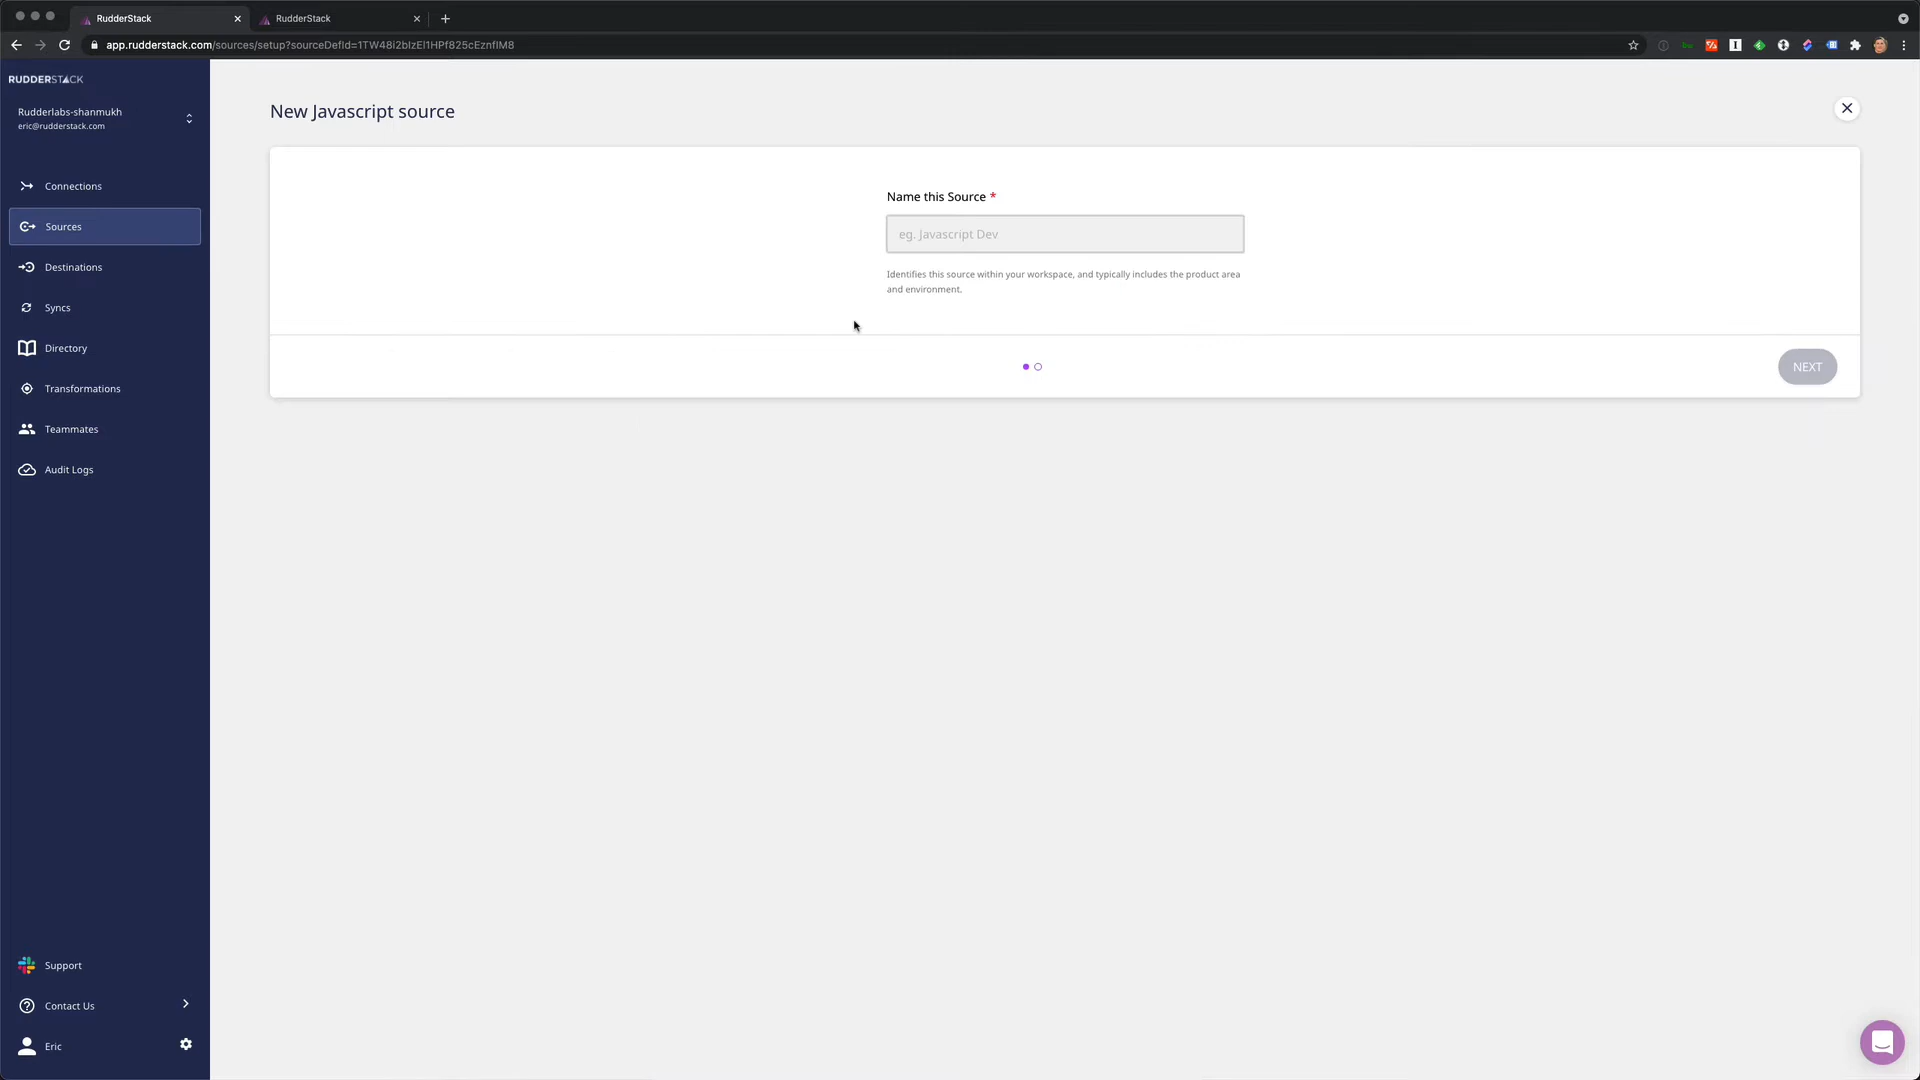 RudderStack
RudderStack
app.rudderstack.com/sources/setup?sourceDefId=1TW48i2bIzEl1HPf825cEznfIM8
RUDDERSTACK
Rudderlabs-shanmukh
eric@rudderstack.com
Connections
Sources
Destinations
Syncs
Directory
Transformations
Teammates
Audit Logs
Support
Contact Us
Eric
New Javascript source
Name this Source *
eg. Javascript Dev
Identifies this source within your workspace, and typically includes the product area
and environment.
NEXT